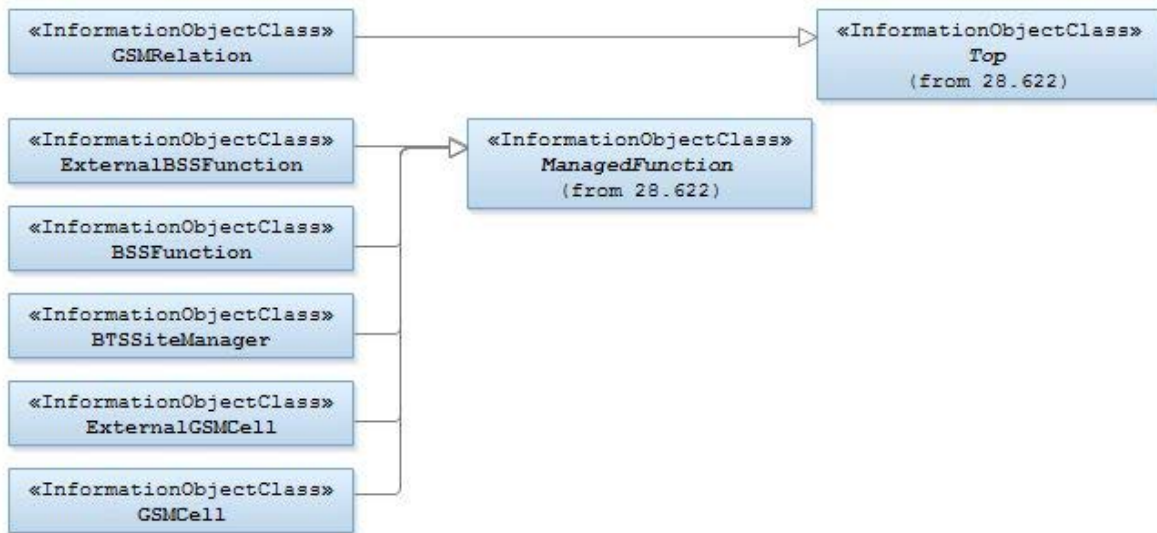 «InformationObjectClass»
GSMRelation
«InformationObjectClass»
Top
(from 28.622)
«InformationObjectClass»
ExternalBSSFunction
«InformationObjectClass»
ManagedFunction
(from 28.622)
«InformationObjectClass»
BSSFunction
«InformationObjectClass»
BTSSiteManager
«InformationObjectClass»
ExternalGSMCell
«InformationObjectClass»
GSMCell